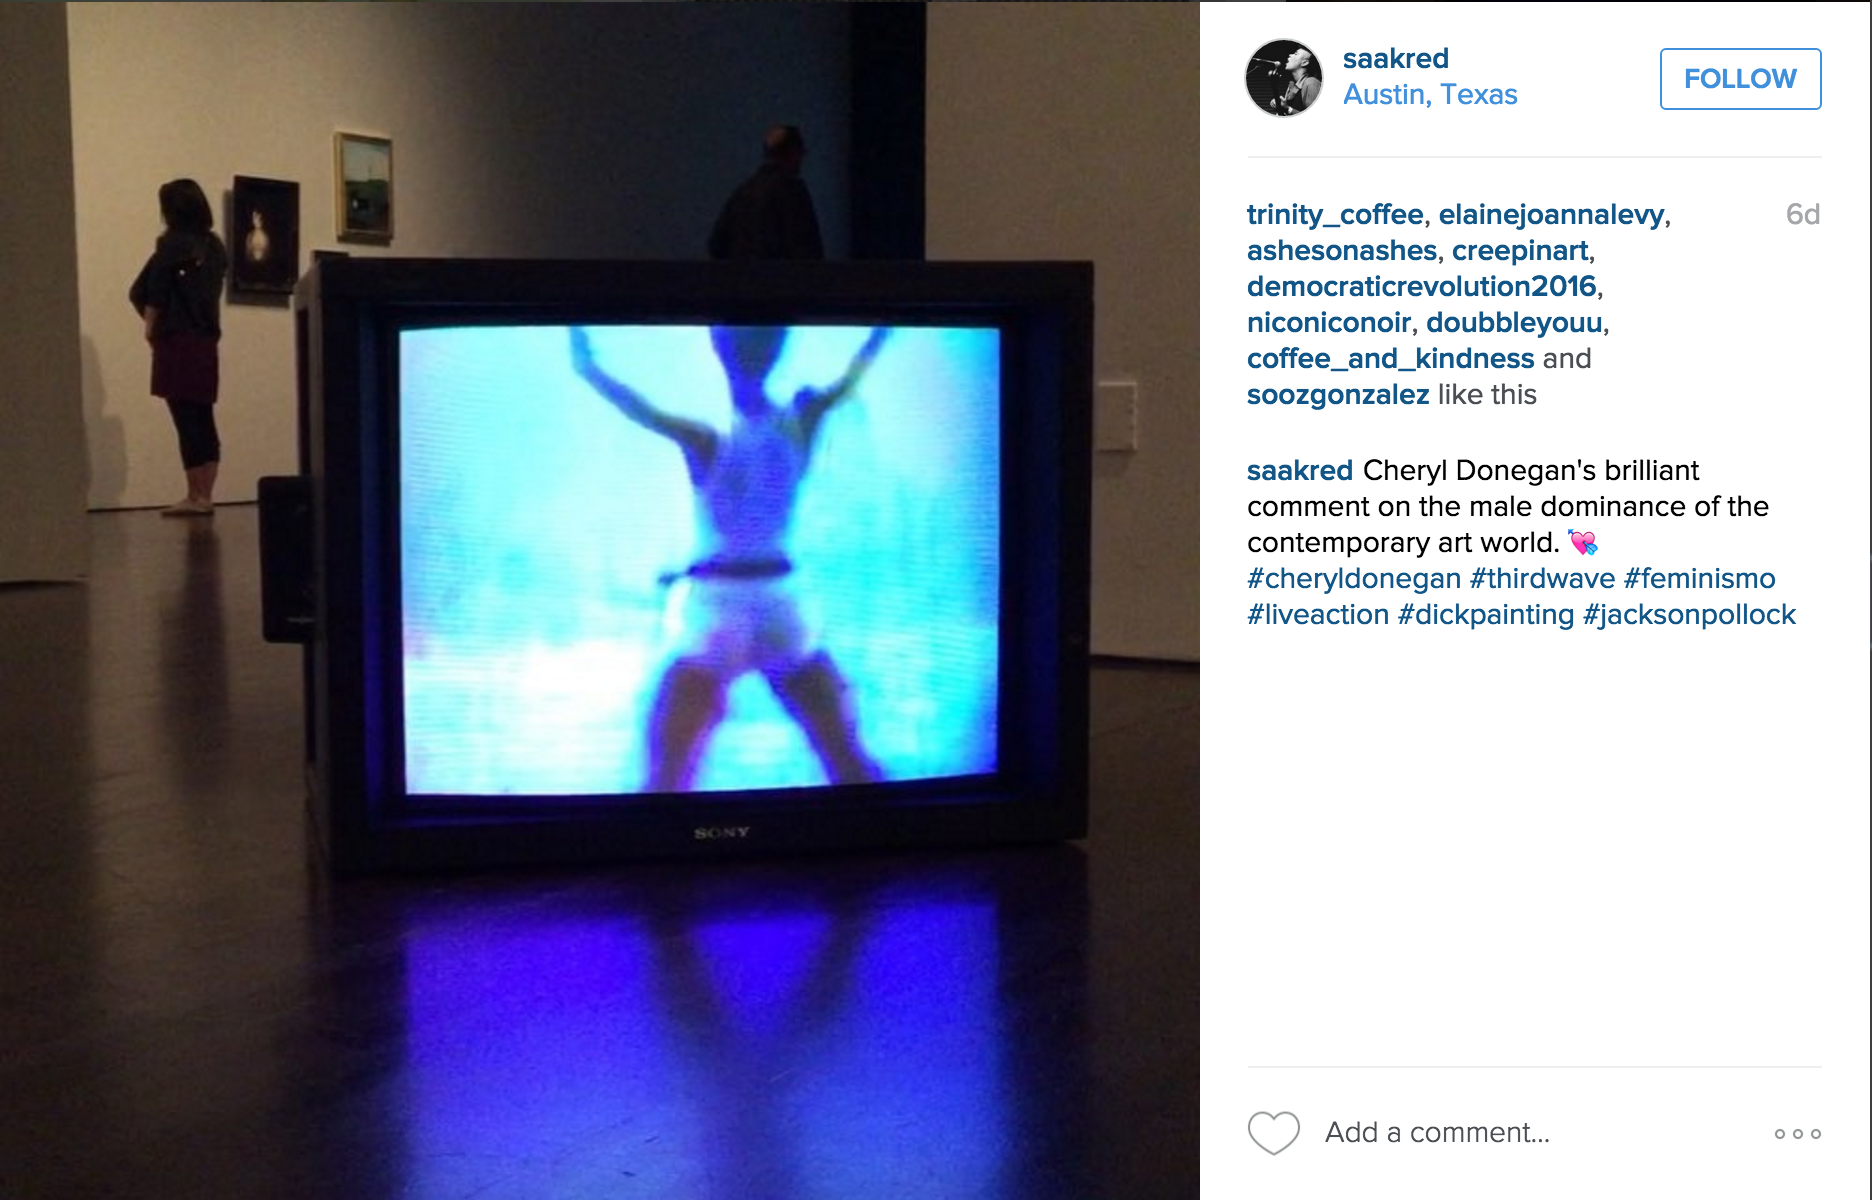 SONY
saakred
Austin, Texas
FOLLOW
trinity_coffee, elainejoannalevy,
6d
ashesonashes, creepinart,
democraticrevolution2016,
niconiconoir, doubbleyouu,
coffee_and_kindness and
soozgonzalez like this
saakred Cheryl Donegan's brilliant
comment on the male dominance of the
contemporary art world. 💘
#cheryldonegan #thirdwave #feminismo
#liveaction #dickpainting #jacksonpollock
Add a comment...